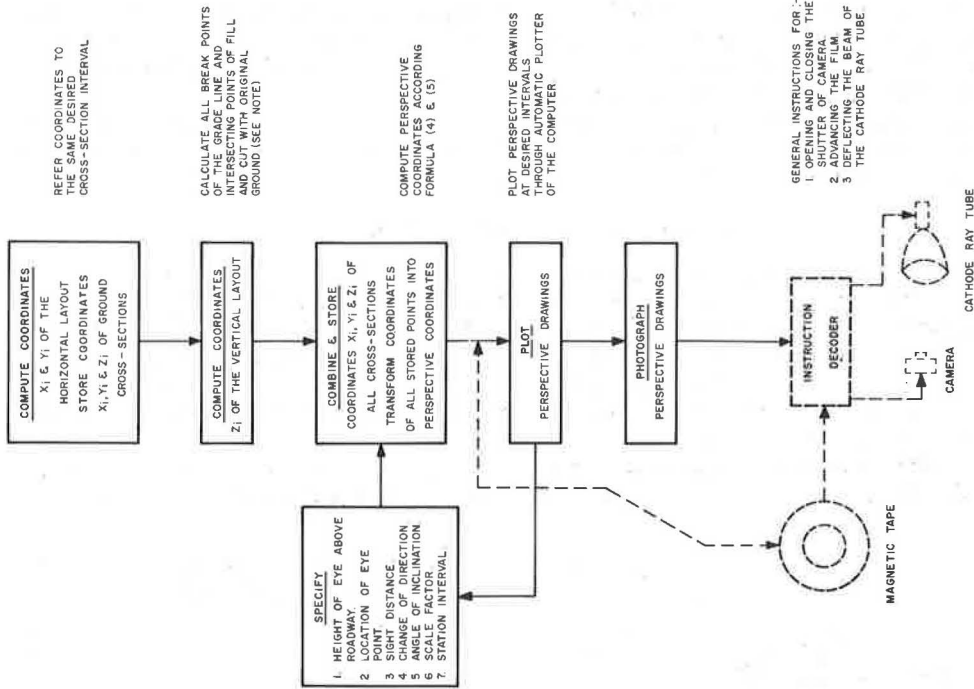 COMPUTE COORDINATES
Xi & Yi OF THE
HORIZONTAL LAYOUT
STORE COORDINATES
Xi, Yi & Zi OF GROUND
CROSS-SECTIONS
REFER COORDINATES TO
THE SAME DESIRED
CROSS-SECTION INTERVAL
COMPUTE COORDINATES
Zi OF THE VERTICAL LAYOUT
CALCULATE ALL BREAK POINTS
OF THE GRADE LINE AND
INTERSECTING POINTS OF FILL
AND CUT WITH ORIGINAL
GROUND (SEE NOTE)
SPECIFY
1. HEIGHT OF EYE ABOVE
ROADWAY.
2 LOCATION OF EYE
POINT.
3 SIGHT DISTANCE
4 CHANGE OF DIRECTION
5 ANGLE OF INCLINATION
6 SCALE FACTOR
7. STATION INTERVAL.
COMBINE & STORE
COORDINATES Xi, Yi & Zi OF
ALL CROSS-SECTIONS
TRANSFORM COORDINATES
OF ALL STORED POINTS INTO
PERSPECTIVE COORDINATES
COMPUTE PERSPECTIVE
COORDINATES ACCORDING
FORMULA (4) & (5)
PLOT
PERSPECTIVE DRAWINGS
PLOT PERSPECTIVE DRAWINGS
AT DESIRED INTERVALS
THROUGH AUTOMATIC PLOTTER
OF THE COMPUTER
PHOTOGRAPH
PERSPECTIVE DRAWINGS
MAGNETIC TAPE
INSTRUCTION
DECODER
GENERAL INSTRUCTIONS FOR:-
1. OPENING AND CLOSING THE
SHUTTER OF CAMERA.
2. ADVANCING THE FILM.
3 DEFLECTING THE BEAM OF
THE CATHODE RAY TUBE
CAMERA
CATHODE RAY TUBE